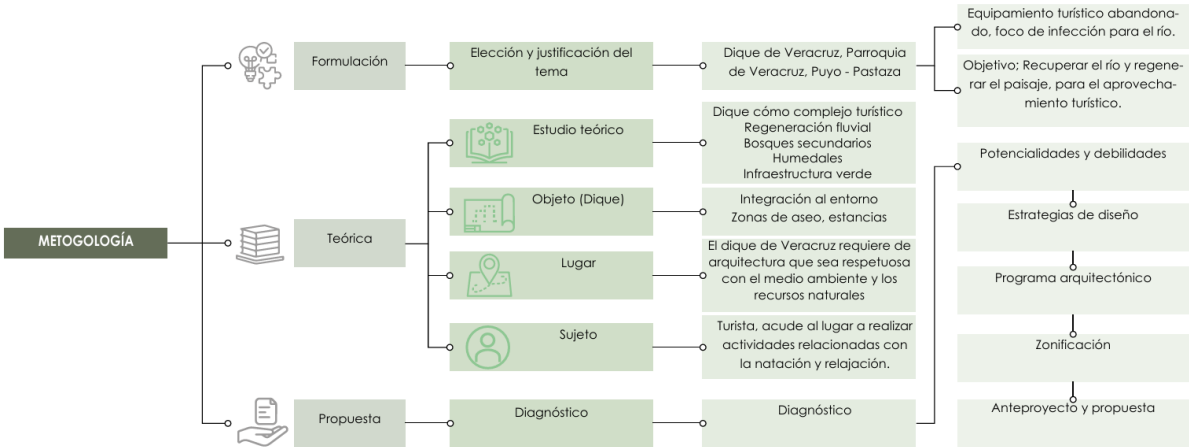 METOGOLOGÍA
Formulación
Elección y justificación del
tema
Dique de Veracruz, Parroquia
de Veracruz, Puyo - Pastaza
Equipamiento turístico abandona-
do, foco de infección para el río.
Objetivo; Recuperar el río y regene-
rar el paisaje, para el aprovecha-
miento turístico.
Teórica
Estudio teórico
Dique cómo complejo turístico
Regeneración fluvial
Bosques secundarios
Humedales
Infraestructura verde
Objeto (Dique)
Integración al entorno
Zonas de aseo, estancias
Lugar
El dique de Veracruz requiere de
arquitectura que sea respetuosa
con el medio ambiente y los
recursos naturales
Sujeto
Turista, acude al lugar a realizar
actividades relacionadas con
la natación y relajación.
Propuesta
Diagnóstico
Diagnóstico
Potencialidades y debilidades
Estrategias de diseño
Programa arquitectónico
Zonificación
Anteproyecto y propuesta